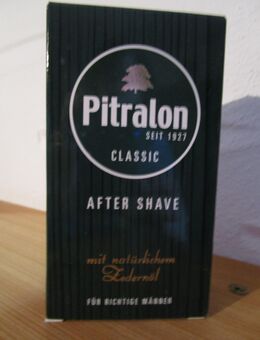 Pitralon
SEIT 1927
CLASSIC
AFTER SHAVE
mit natürlichem
Zedernöl
FÜR RICHTIGE MÄNNER